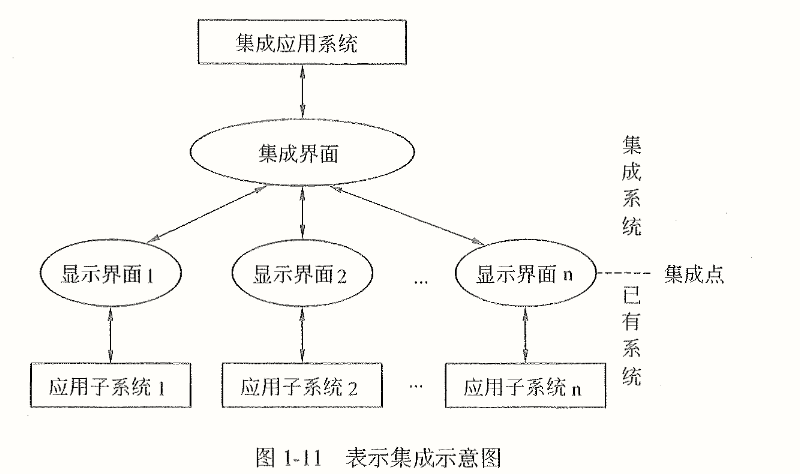 集成应用系统
集成界面
集成系统
显示界面1
显示界面2
...
显示界面n
集成点
已有系统
应用子系统1
应用子系统2
...
应用子系统n
图1-11 表示集成示意图